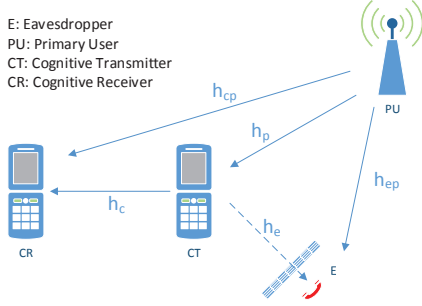 E: Eavesdropper
PU: Primary User
CT: Cognitive Transmitter
CR: Cognitive Receiver
hcp
hp
PU
hep
hc
he
CR
CT
E